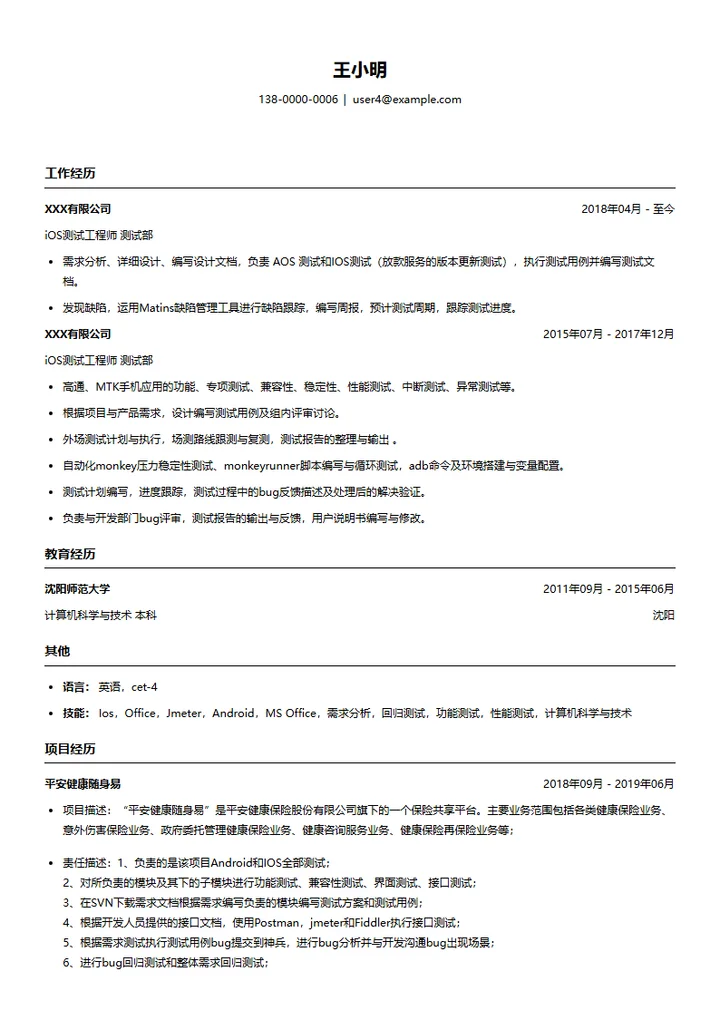 王小明
138-0000-0006 | user4@example.com
工作经历
XXX有限公司 2018年04月 - 至今
iOS测试工程师 测试部
• 需求分析、详细设计、编写设计文档，负责 AOS 测试和IOS测试（放款服务的版本更新测试），执行测试用例并编写测试文
档。
• 发现缺陷，运用Matins缺陷管理工具进行缺陷跟踪，编写周报，预计测试周期，跟踪测试进度。
XXX有限公司 2015年07月 - 2017年12月
iOS测试工程师 测试部
• 高通、MTK手机应用的功能、专项测试、兼容性、稳定性、性能测试、中断测试、异常测试等。
• 根据项目与产品需求，设计编写测试用例及组内评审讨论。
• 外场测试计划与执行，场测路线跟测与复测，测试报告的整理与输出 。
• 自动化monkey压力稳定性测试、monkeyrunner脚本编写与循环测试，adb命令及环境搭建与变量配置。
• 测试计划编写，进度跟踪，测试过程中的bug反馈描述及处理后的解决验证。
• 负责与开发部门bug评审，测试报告的输出与反馈，用户说明书编写与修改。
教育经历
沈阳师范大学 2011年09月 - 2015年06月
计算机科学与技术 本科 沈阳
其他
• 语言： 英语，cet-4
• 技能： Ios，Office，Jmeter，Android，MS Office，需求分析，回归测试，功能测试，性能测试，计算机科学与技术
项目经历
平安健康随身易 2018年09月 - 2019年06月
• 项目描述： “平安健康随身易”是平安健康保险股份有限公司旗下的一个保险共享平台。主要业务范围包括各类健康保险业务、
意外伤害保险业务、政府委托管理健康保险业务、健康咨询服务业务、健康保险再保险业务等；
• 责任描述：1、负责的是该项目Android和IOS全部测试；
2、对所负责的模块及其下的子模块进行功能测试、兼容性测试、界面测试、接口测试；
3、在SVN下载需求文档根据需求编写负责的模块编写测试方案和测试用例；
4、根据开发人员提供的接口文档，使用Postman，jmeter和Fiddler执行接口测试；
5、根据需求测试执行测试用例bug提交到神兵，进行bug分析并与开发沟通bug出现场景；
6、进行bug回归测试和整体需求回归测试；